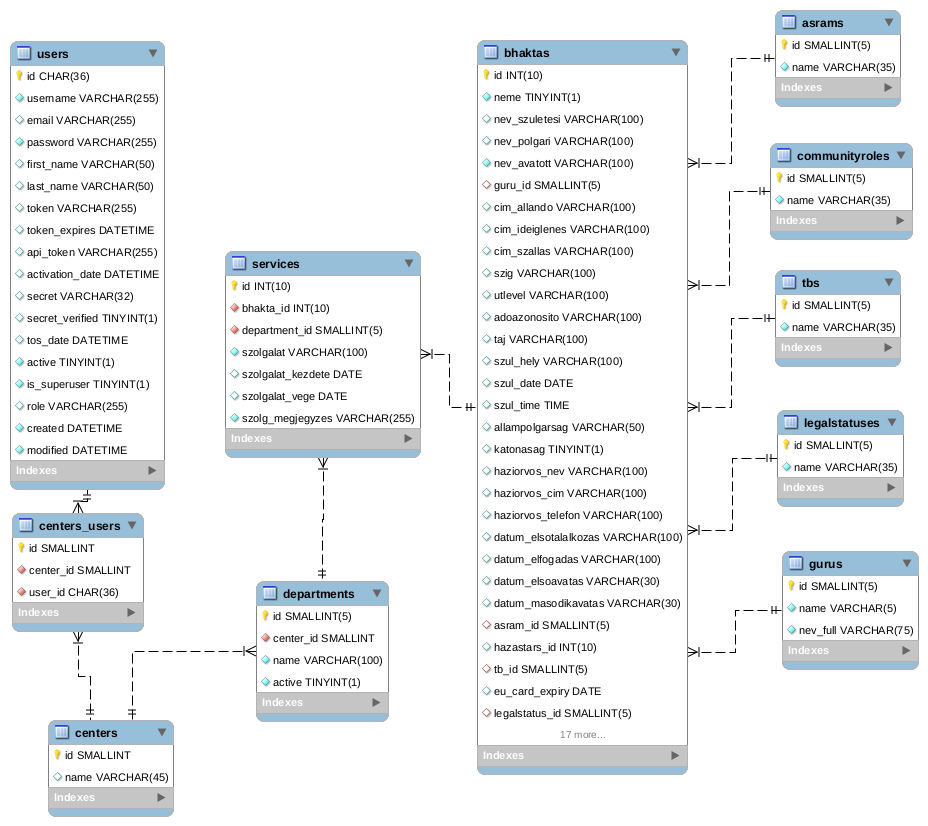 users
id CHAR(36)
username VARCHAR(255)
email VARCHAR(255)
password VARCHAR(255)
first_name VARCHAR(50)
last_name VARCHAR(50)
token VARCHAR(255)
token_expires DATETIME
api_token VARCHAR(255)
activation_date DATETIME
secret VARCHAR(32)
secret_verified TINYINT(1)
tos_date DATETIME
active TINYINT(1)
is_superuser TINYINT(1)
role VARCHAR(255)
created DATETIME
modified DATETIME
Indexes
centers_users
id SMALLINT
center_id SMALLINT
user_id CHAR(36)
Indexes
centers
id SMALLINT
name VARCHAR(45)
Indexes
services
id INT(10)
bhakta_id INT(10)
department_id SMALLINT(5)
szolgalat VARCHAR(100)
szolgalat_kezdete DATE
szolgalat_vege DATE
szolg_megjegyzes VARCHAR(255)
Indexes
departments
id SMALLINT(5)
center_id SMALLINT
name VARCHAR(100)
active TINYINT(1)
Indexes
bhaktas
id INT(10)
neme TINYINT(1)
nev_szuletesi VARCHAR(100)
nev_polgari VARCHAR(100)
nev_avatott VARCHAR(100)
guru_id SMALLINT(5)
cim_allando VARCHAR(100)
cim_ideiglenes VARCHAR(100)
cim_szallas VARCHAR(100)
szig VARCHAR(100)
utlevel VARCHAR(100)
adoazonosito VARCHAR(100)
taj VARCHAR(100)
szul_hely VARCHAR(100)
szul_date DATE
szul_time TIME
allampolgarsag VARCHAR(50)
katonasag TINYINT(1)
haziorvos_nev VARCHAR(100)
haziorvos_cim VARCHAR(100)
haziorvos_telefon VARCHAR(100)
datum_elsotalalkozas VARCHAR(100)
datum_elfogadas VARCHAR(100)
datum_elsoavatas VARCHAR(30)
datum_masodikavatas VARCHAR(30)
asram_id SMALLINT(5)
hazastars_id INT(10)
tb_id SMALLINT(5)
eu_card_expiry DATE
legalstatus_id SMALLINT(5)
17 more...
Indexes
asrams
id SMALLINT(5)
name VARCHAR(35)
Indexes
communityroles
id SMALLINT(5)
name VARCHAR(35)
Indexes
tbs
id SMALLINT(5)
name VARCHAR(35)
Indexes
legalstatuses
id SMALLINT(5)
name VARCHAR(35)
Indexes
gurus
id SMALLINT(5)
name VARCHAR(5)
nev_full VARCHAR(75)
Indexes